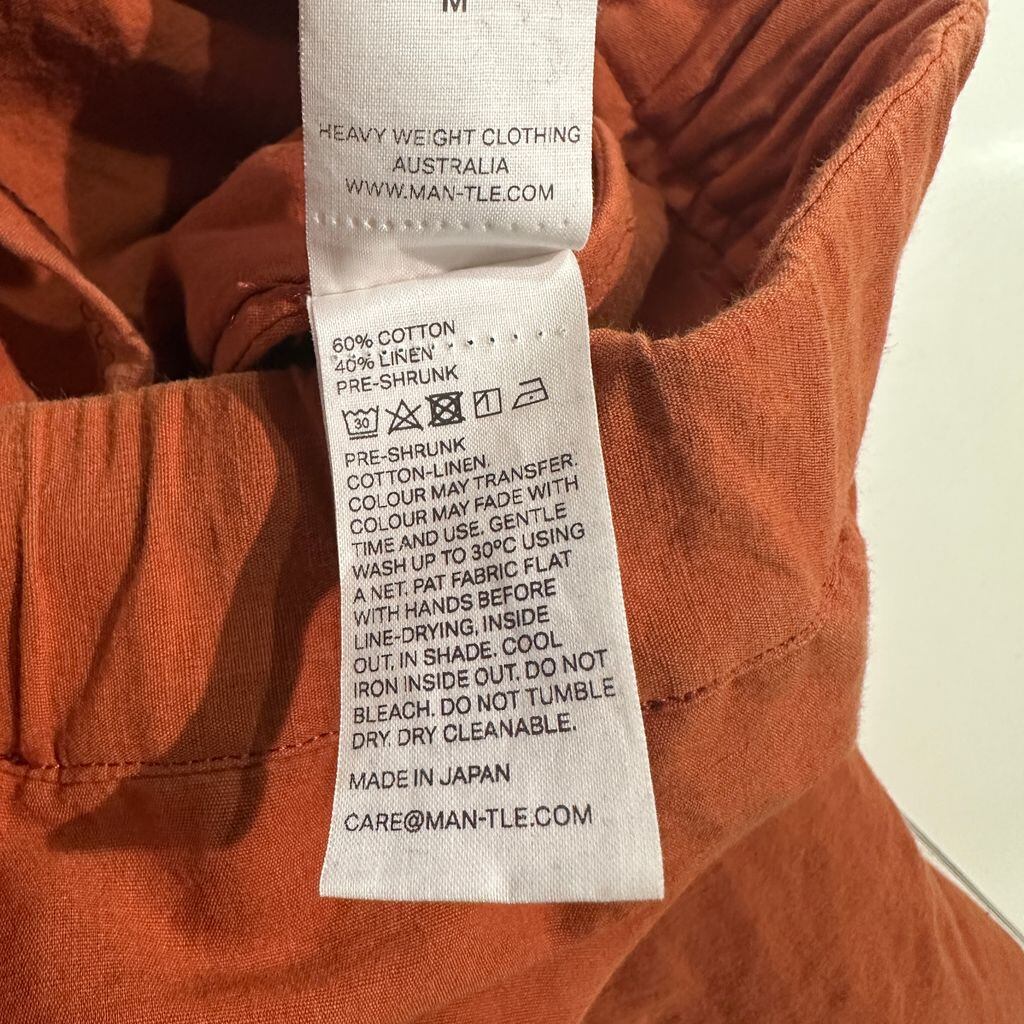 M
HEAVY WEIGHT CLOTHING
AUSTRALIA
WWW.MAN-TLE.COM
60% COTTON
40% LINEN
PRE-SHRUNK
30
PRE-SHRUNK
COTTON-LINEN.
COLOUR MAY TRANSFER.
COLOUR MAY FADE WITH
TIME AND USE. GENTLE
WASH UP TO 30°C USING
A NET. PAT FABRIC FLAT
WITH HANDS BEFORE
LINE-DRYING, INSIDE
OUT, IN SHADE. COOL
IRON INSIDE OUT. DO NOT
BLEACH. DO NOT TUMBLE
DRY. DRY CLEANABLE.
MADE IN JAPAN
CARE@MAN-TLE.COM